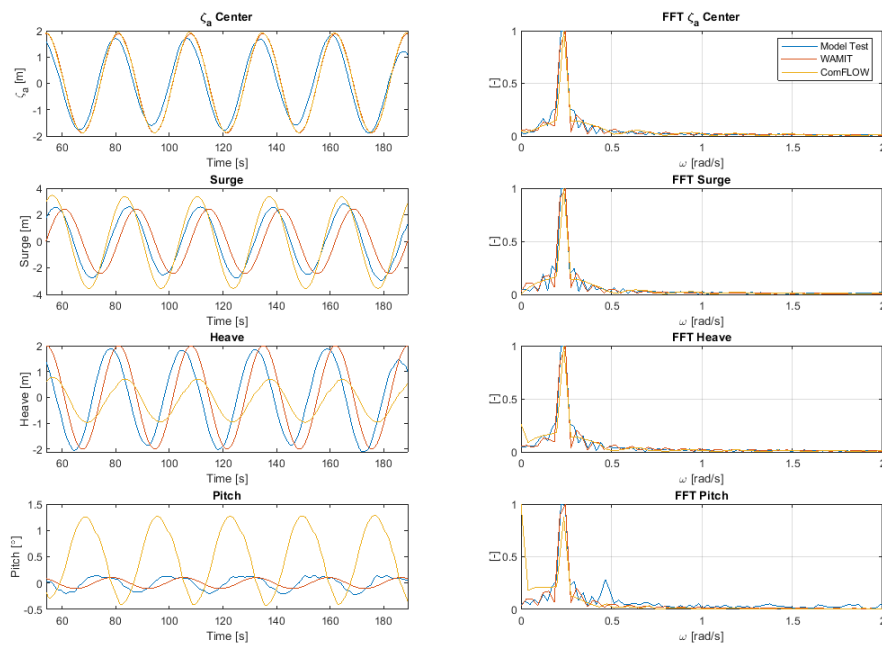 ζa Center
2
1
0
-1
-2
ζa [m]
60 80 100 120 140 160 180
Time [s]
FFT ζa Center
1
0.5
0
[-]
0 0.5 1 1.5 2
ω [rad/s]
Model Test
WAMIT
ComFLOW
Surge
4
2
0
-2
-4
Surge [m]
60 80 100 120 140 160 180
Time [s]
FFT Surge
1
0.5
0
[-]
0 0.5 1 1.5 2
ω [rad/s]
Heave
2
1
0
-1
-2
Heave [m]
60 80 100 120 140 160 180
Time [s]
FFT Heave
1
0.5
0
[-]
0 0.5 1 1.5 2
ω [rad/s]
Pitch
1.5
1
0.5
0
-0.5
Pitch [°]
60 80 100 120 140 160 180
Time [s]
FFT Pitch
1
0.5
0
[-]
0 0.5 1 1.5 2
ω [rad/s]